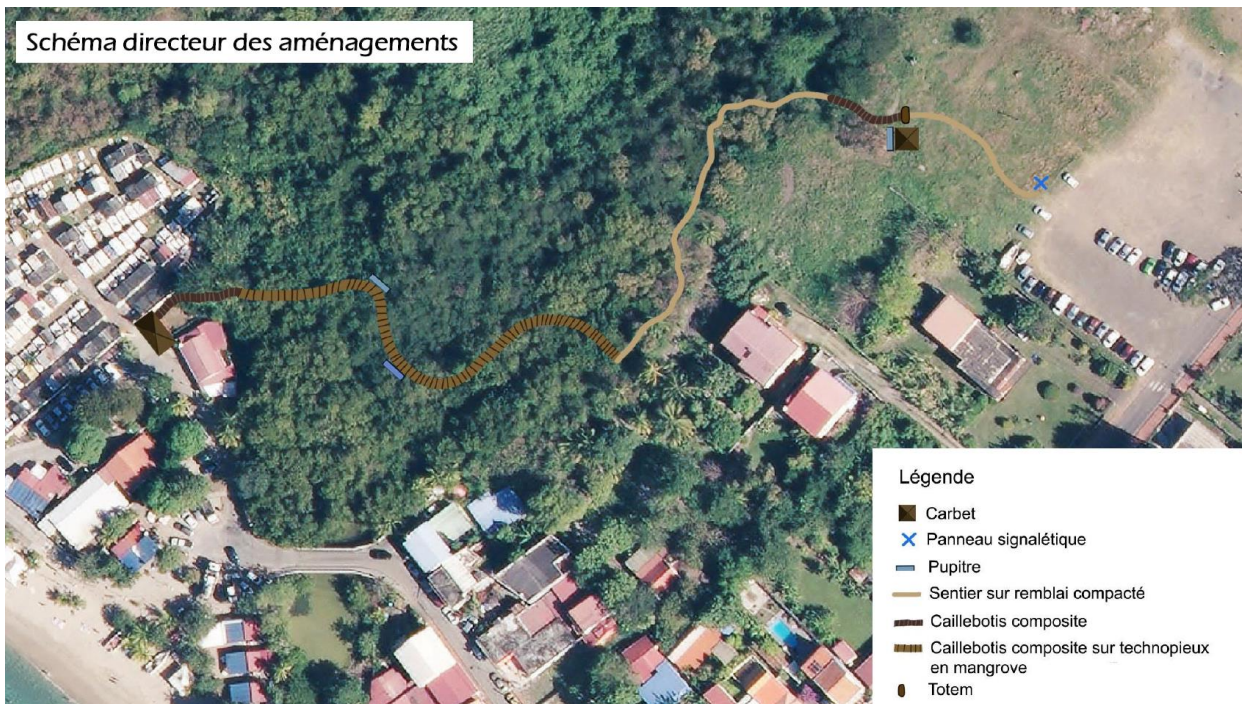 Schéma directeur des aménagements
Légende
Carbet
Panneau signalétique
Pupitre
Sentier sur remblai compacté
Caillebotis composite
Caillebotis composite sur technopieux
en mangrove
Totem